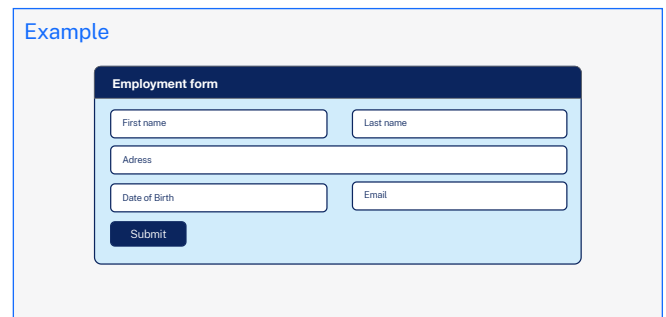 Example
Employment form
First name
Last name
Adress
Date of Birth
Email
Submit